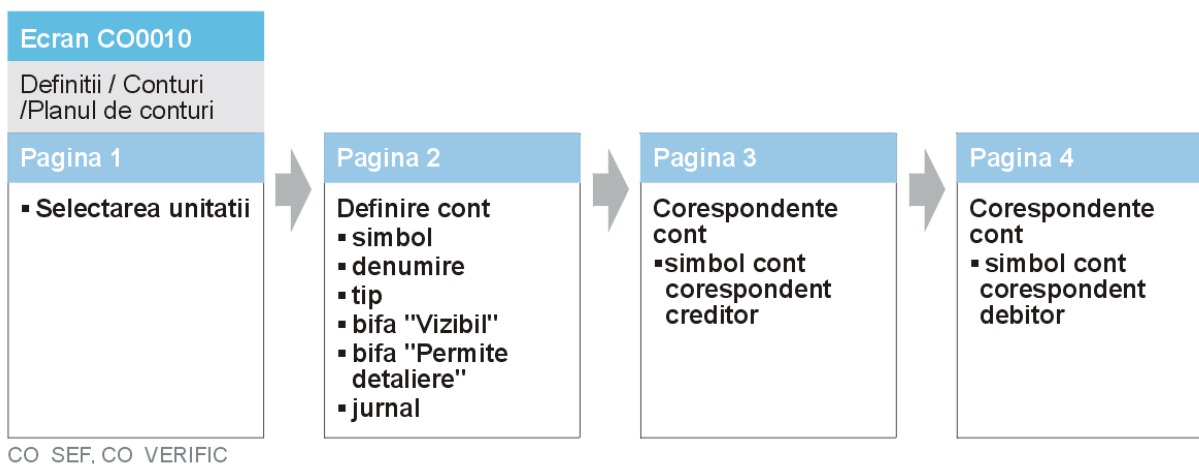 Ecran CO0010
Definitii / Conturi
/Planul de conturi
Pagina 1
▪ Selectarea unitatii
Pagina 2
Definire cont
▪ simbol
▪ denumire
▪ tip
▪ bifa "Vizibil"
▪ bifa "Permite
detaliere"
▪ jurnal
Pagina 3
Corespondente
cont
▪simbol cont
corespondent
creditor
Pagina 4
Corespondente
cont
▪ simbol cont
corespondent
debitor
CO_SEF, CO_VERIFIC